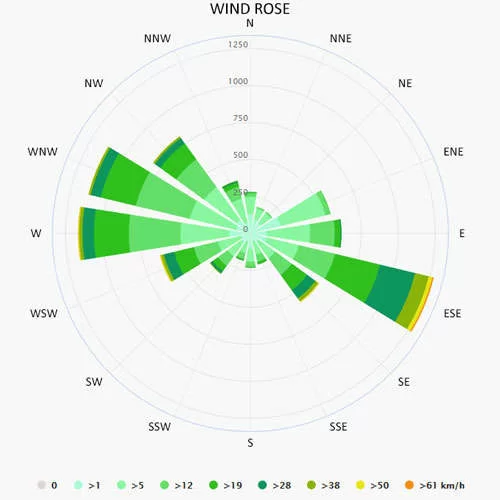 WIND ROSE
N
NNW
NNE
1250
NW
NE
1000
750
WNW
ENE
500
250
W
0
E
WSW
ESE
SW
SE
SSW
SSE
S
0 >1 >5 >12 >19 >28 >38 >50 >61 km/h